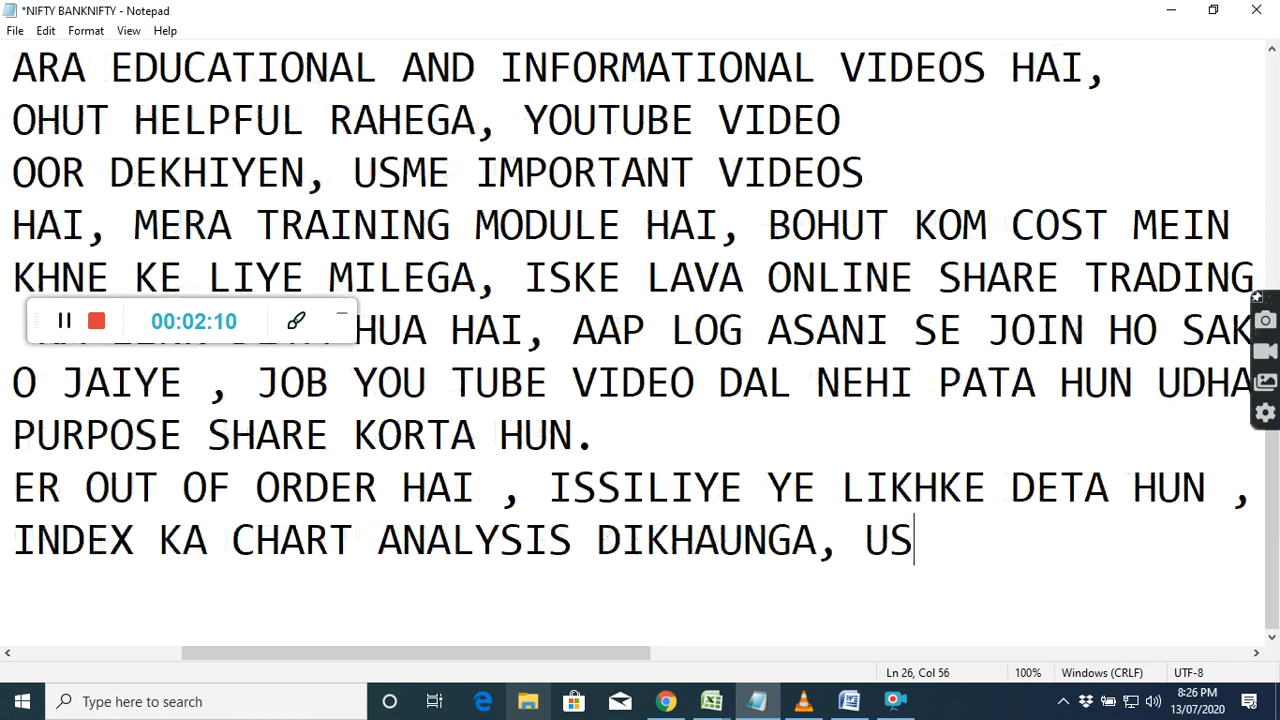 *NIFTY BANKNIFTY - Notepad
File Edit Format View Help
ARA EDUCATIONAL AND INFORMATIONAL VIDEOS HAI,
OHUT HELPFUL RAHEGA, YOUTUBE VIDEO
OOR DEKHIYEN, USME IMPORTANT VIDEOS
HAI, MERA TRAINING MODULE HAI, BOHUT KOM COST MEIN
KHNE KE LIYE MILEGA, ISKE LAVA ONLINE SHARE TRADING
00:02:10
HUA HAI, AAP LOG ASANI SE JOIN HO SAK
O JAIYE , JOB YOU TUBE VIDEO DAL NEHI PATA HUN UDHA
PURPOSE SHARE KORTA HUN.
ER OUT OF ORDER HAI , ISSILIYE YE LIKHKE DETA HUN ,
INDEX KA CHART ANALYSIS DIKHAUNGA, US
Ln 26, Col 56 100% Windows (CRLF) UTF-8
Type here to search
8:26 PM
13/07/2020